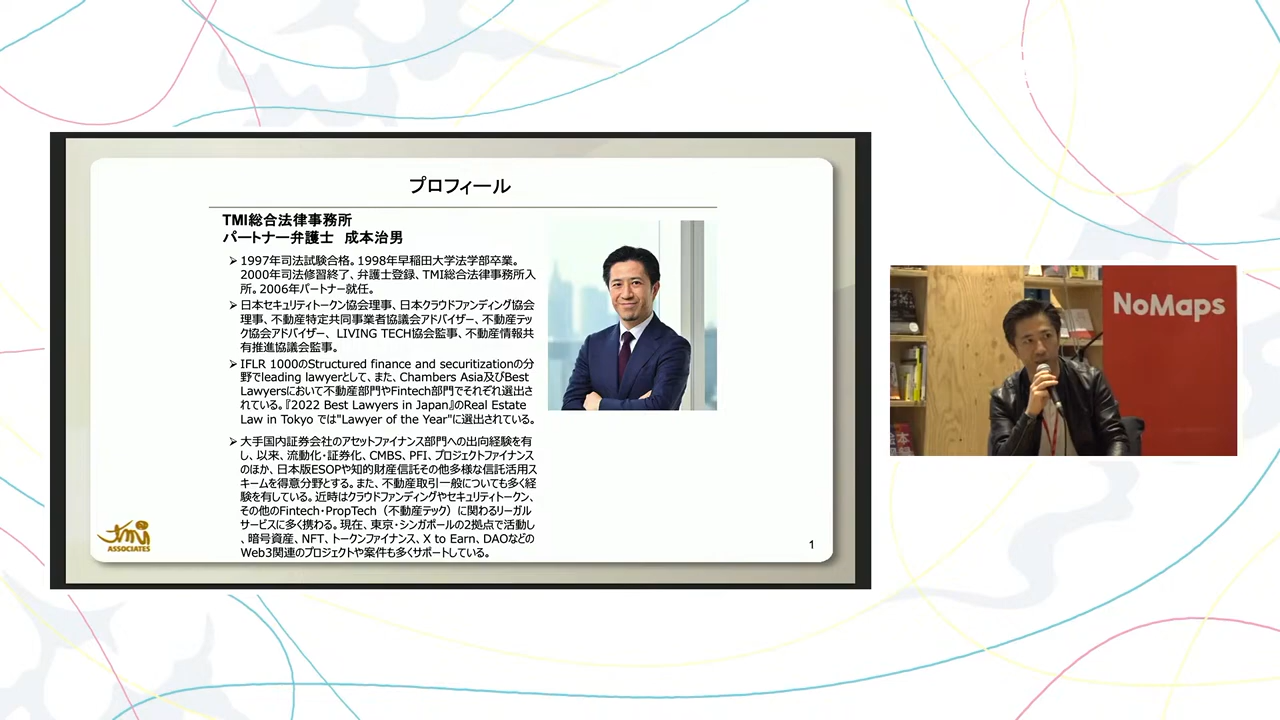 プロフィール
TMI総合法律事務所
パートナー弁護士 成本治男
➢1997年司法試験合格。1998年早稲田大学法学部卒業。
2000年司法修習終了、弁護士登録、TMI総合法律事務所入
所。2006年パートナー就任。
➢日本セキュリティトークン協会理事、日本クラウドファンディング協会
理事、不動産特定共同事業者協議会アドバイザー、不動産テッ
ク協会アドバイザー、LIVING TECH協会監事、不動産情報共
有推進協議会監事。
➢IFLR 1000のStructured finance and securitizationの分
野でleading lawyerとして、また、Chambers Asia及びBest
Lawyersにおいて不動産部門やFintech部門でそれぞれ選出さ
れている。『2022 Best Lawyers in Japan』のReal Estate
Law in Tokyo では"Lawyer of the Year"に選出されている。
➢大手国内証券会社のアセットファイナンス部門への出向経験を有
し、以来、流動化・証券化、CMBS、PFI、プロジェクトファイナンス
のほか、日本版ESOPや知的財産信託その他多様な信託活用ス
キームを得意分野とする。また、不動産取引一般についても多く経
験を有している。近時はクラウドファンディングやセキュリティトークン、
その他のFintech・PropTech（不動産テック）に関わるリーガル
サービスに多く携わる。現在、東京・シンガポールの2拠点で活動し
、暗号資産、NFT、トークンファイナンス、X to Earn、DAOなどの
Web3関連のプロジェクトや案件も多くサポートしている。
tmi
ASSOCIATES
1
NoMaps